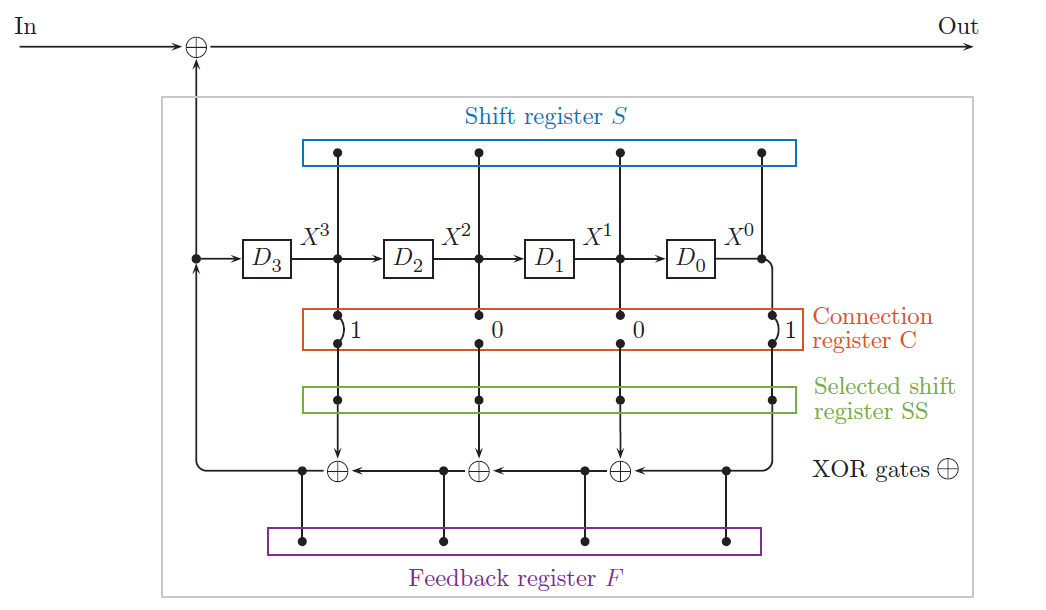 In
Out
Shift register S
X³
X²
X¹
X⁰
D₃
D₂
D₁
D₀
1
0
0
1
Connection
register C
Selected shift
register SS
XOR gates ⊕
Feedback register F